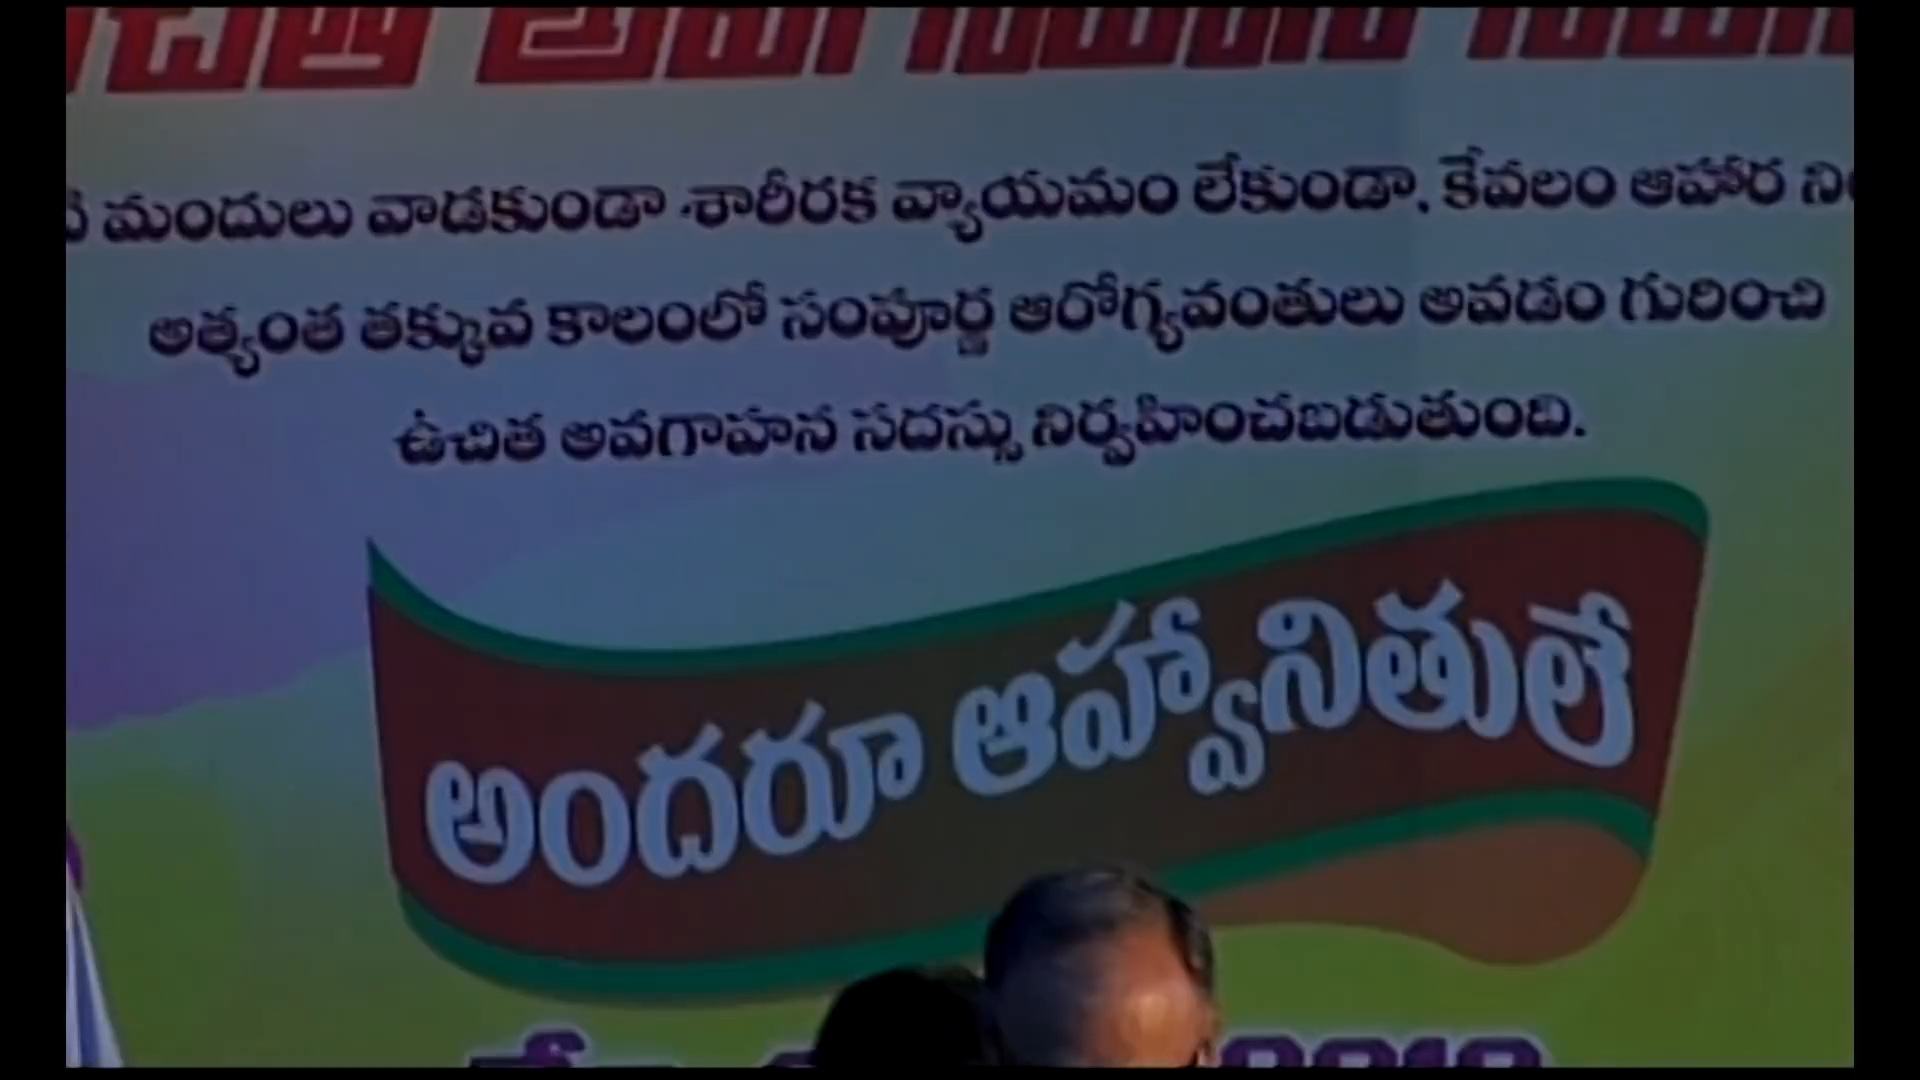 మందులు వాడకుండా శారీరక వ్యాయమం లేకుండా, కేవలం ఆహార
అత్యంత తక్కువ కాలంలో సంపూర్ణ ఆరోగ్యవంతులు అవడం గురించి
ఉచిత అవగాహన సదస్సు నిర్వహించబడుతుంది.
అందరూ ఆహ్వానితులే